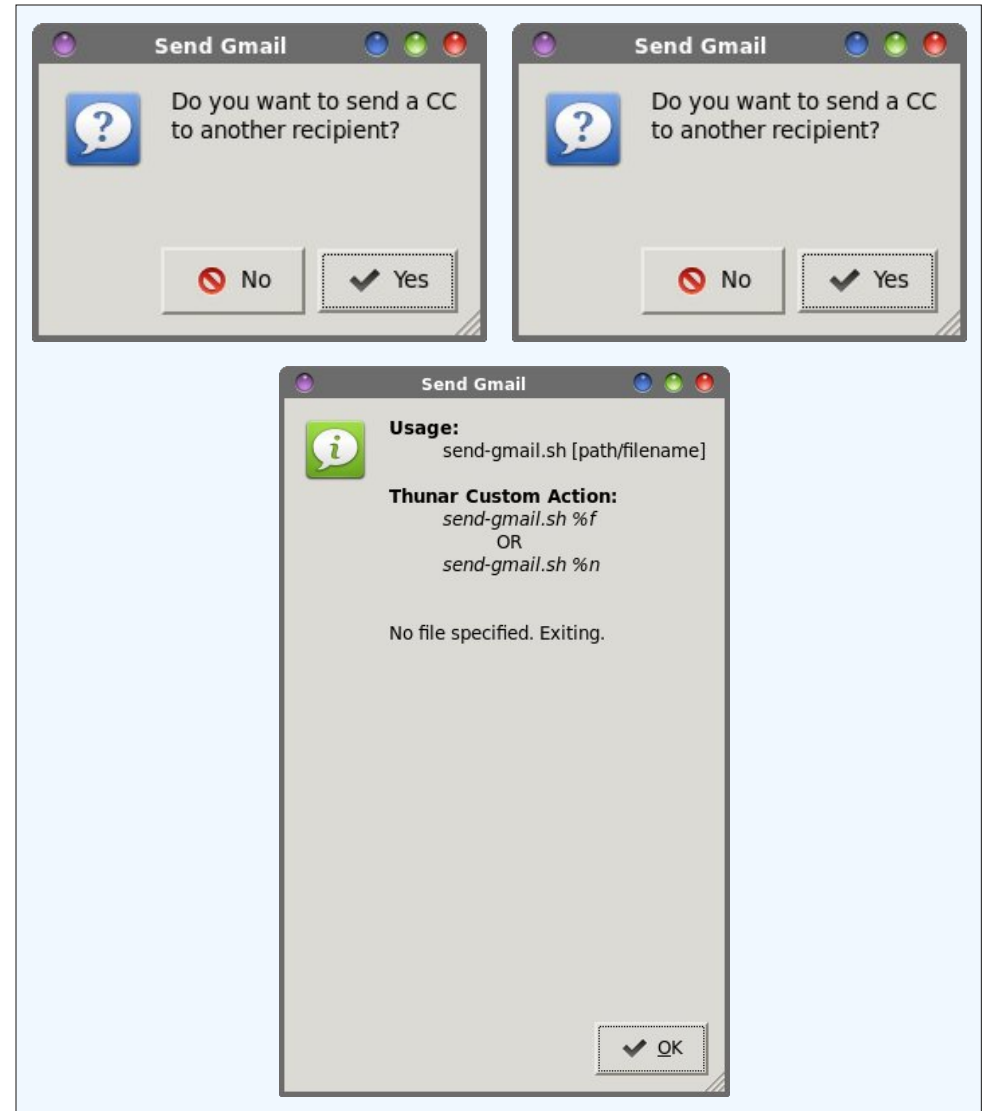 Send Gmail
Do you want to send a CC
to another recipient?
No
Yes
Send Gmail
Do you want to send a CC
to another recipient?
No
Yes
Send Gmail
Usage:
send-gmail.sh [path/filename]
Thunar Custom Action:
send-gmail.sh %f
OR
send-gmail.sh %n
No file specified. Exiting.
OK